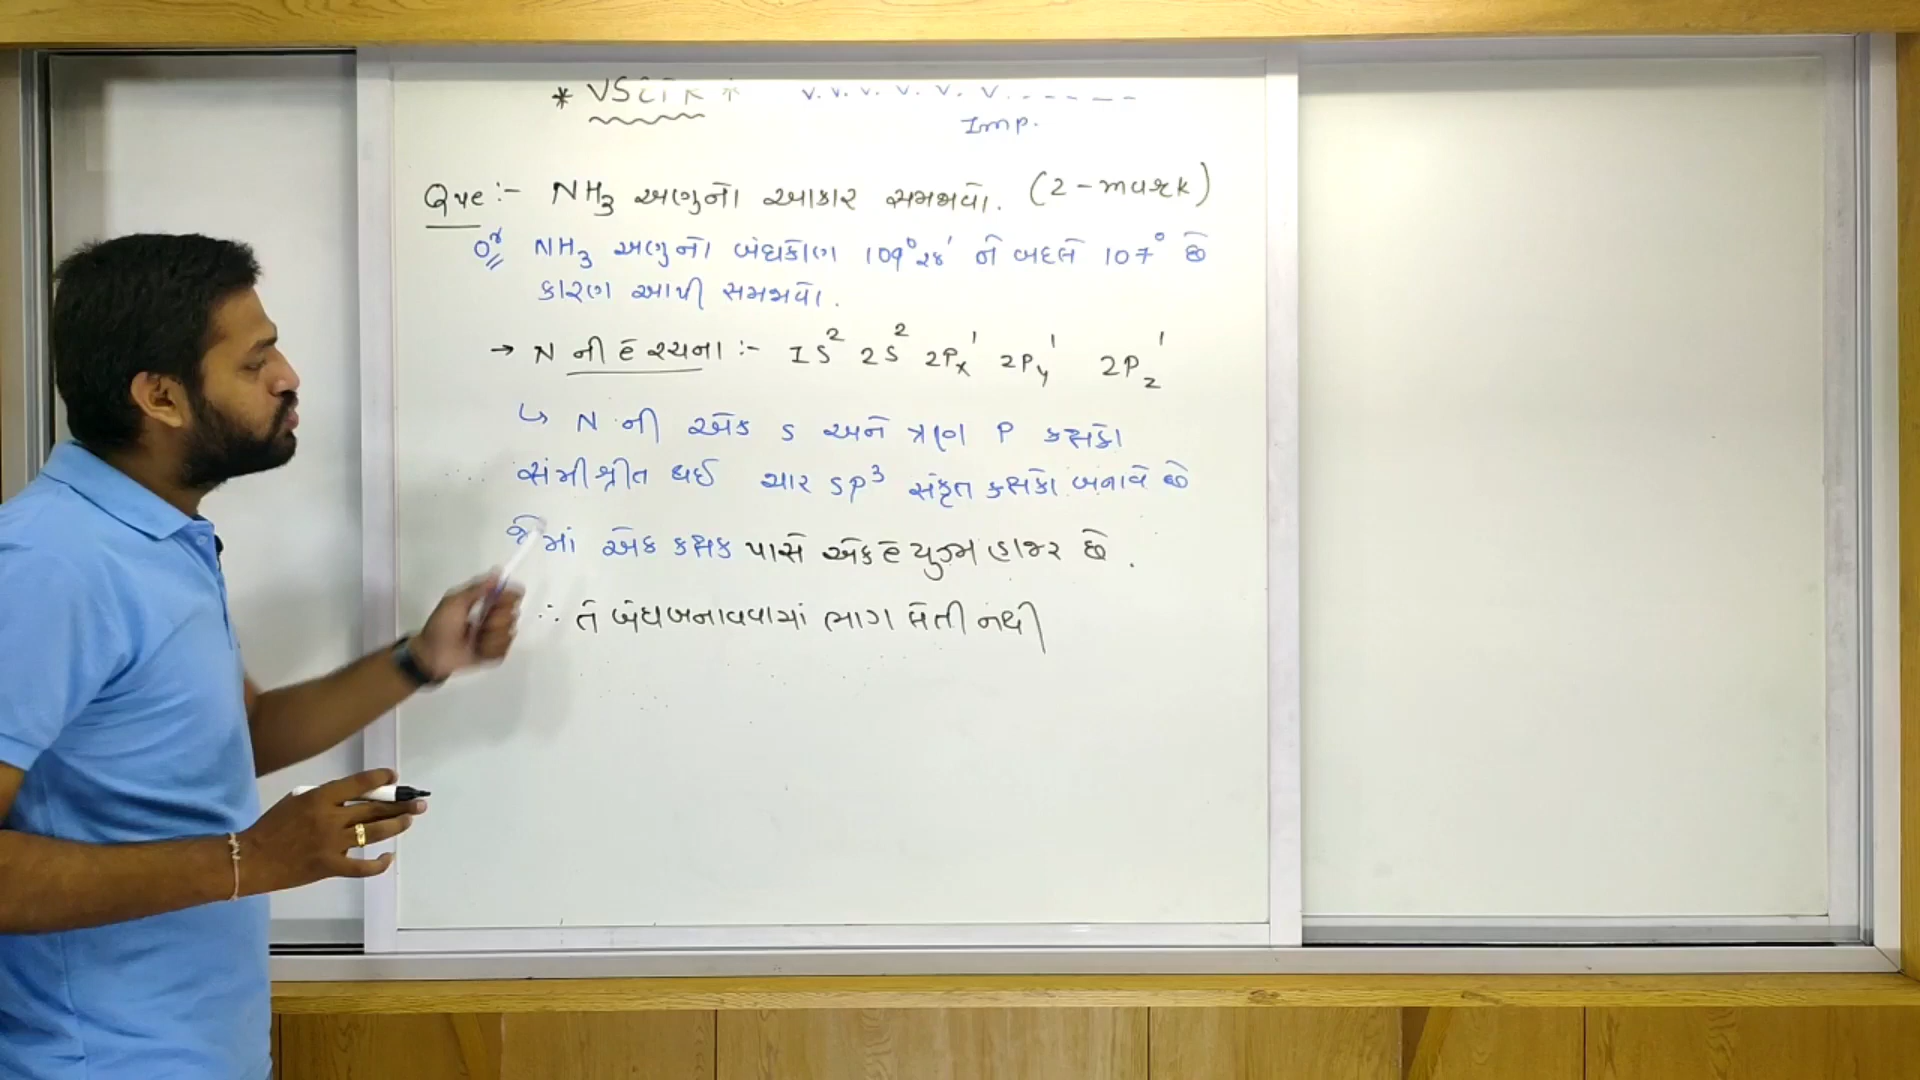 * VSEPR *   v. v. v. v. v. v. - - - - -
Imp.
Que :- NH3 અણુનો આકાર સમજાવો. (2-mark)
Or NH3 અણુનો બંધકોણ 109°28' ને બદલે 107° છે
કારણ આપી સમજાવો.
→ N ની e રચના :- 1S² 2S² 2Px¹ 2Py¹ 2Pz¹
↳ N ની એક S અને ત્રણ P કક્ષકો
સંમીશ્રીત થઈ ચાર SP³ સંકૃત કક્ષકો બનાવે છે
જેમાં એક કક્ષક પાસે એક e યુગ્મ હાજર છે.
∴ તે બંધ બનાવવામાં ભાગ લેતી નથી